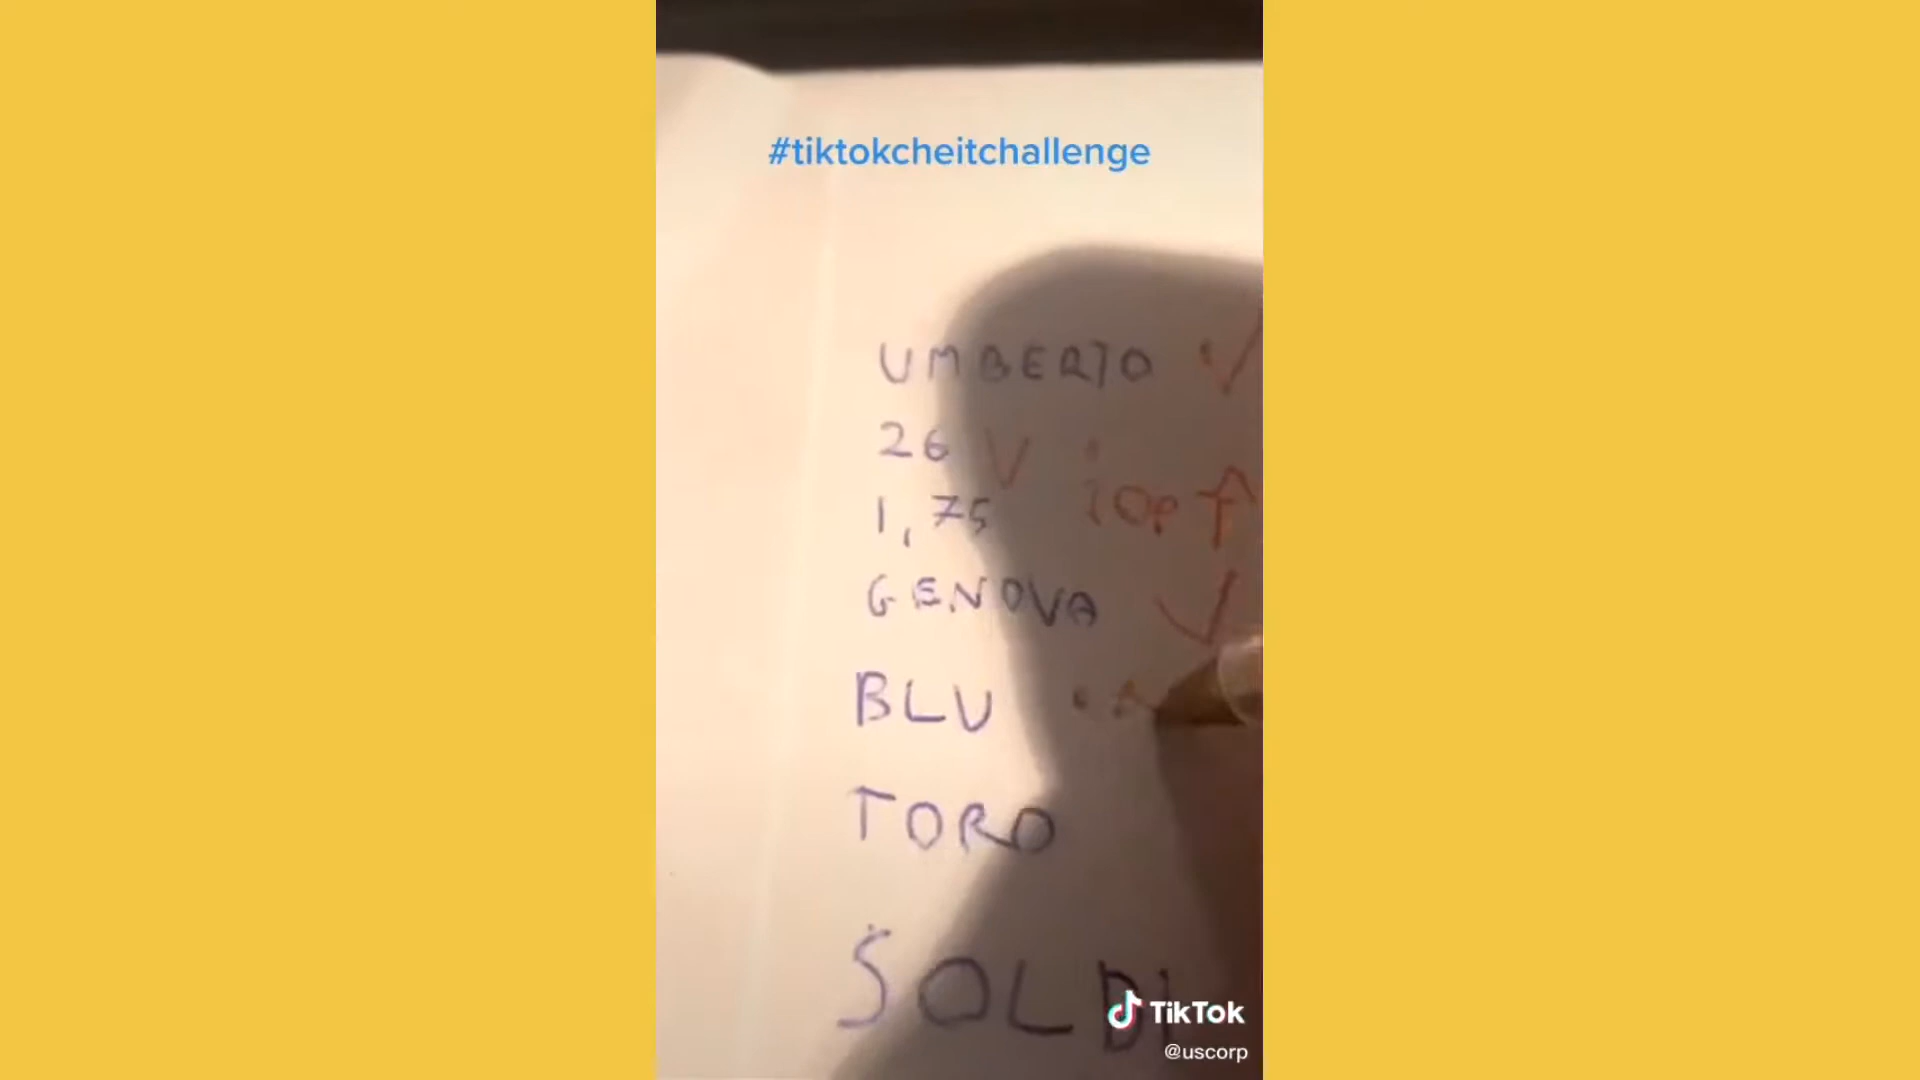 #tiktokcheitchallenge
UMBERTO
26
1,75
GENOVA
BLU
TORO
SOLDI
TikTok
@uscorp